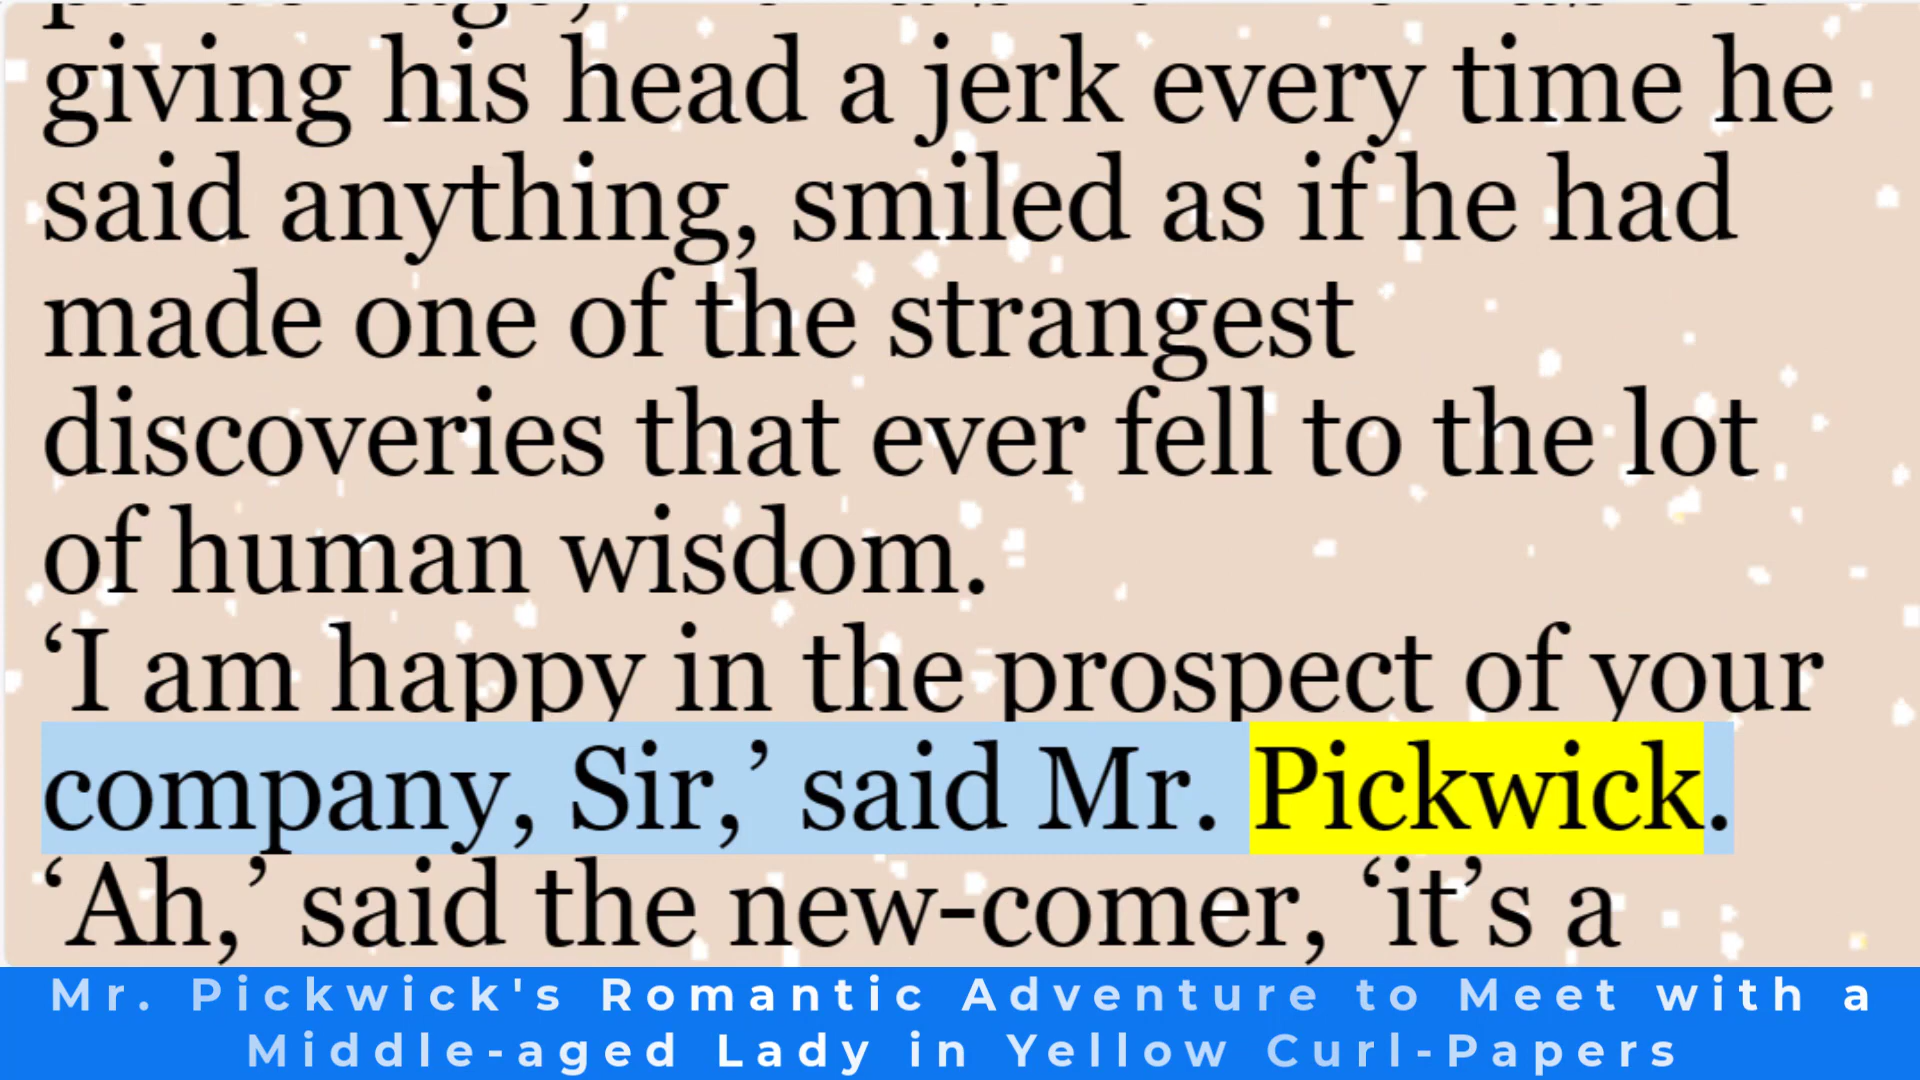 giving his head a jerk every time he
said anything, smiled as if he had
made one of the strangest
discoveries that ever fell to the lot
of human wisdom.
‘I am happy in the prospect of your
company, Sir,’ said Mr. Pickwick.
‘Ah,’ said the new-comer, ‘it’s a
Mr. Pickwick's Romantic Adventure to Meet with a
Middle-aged Lady in Yellow Curl-Papers